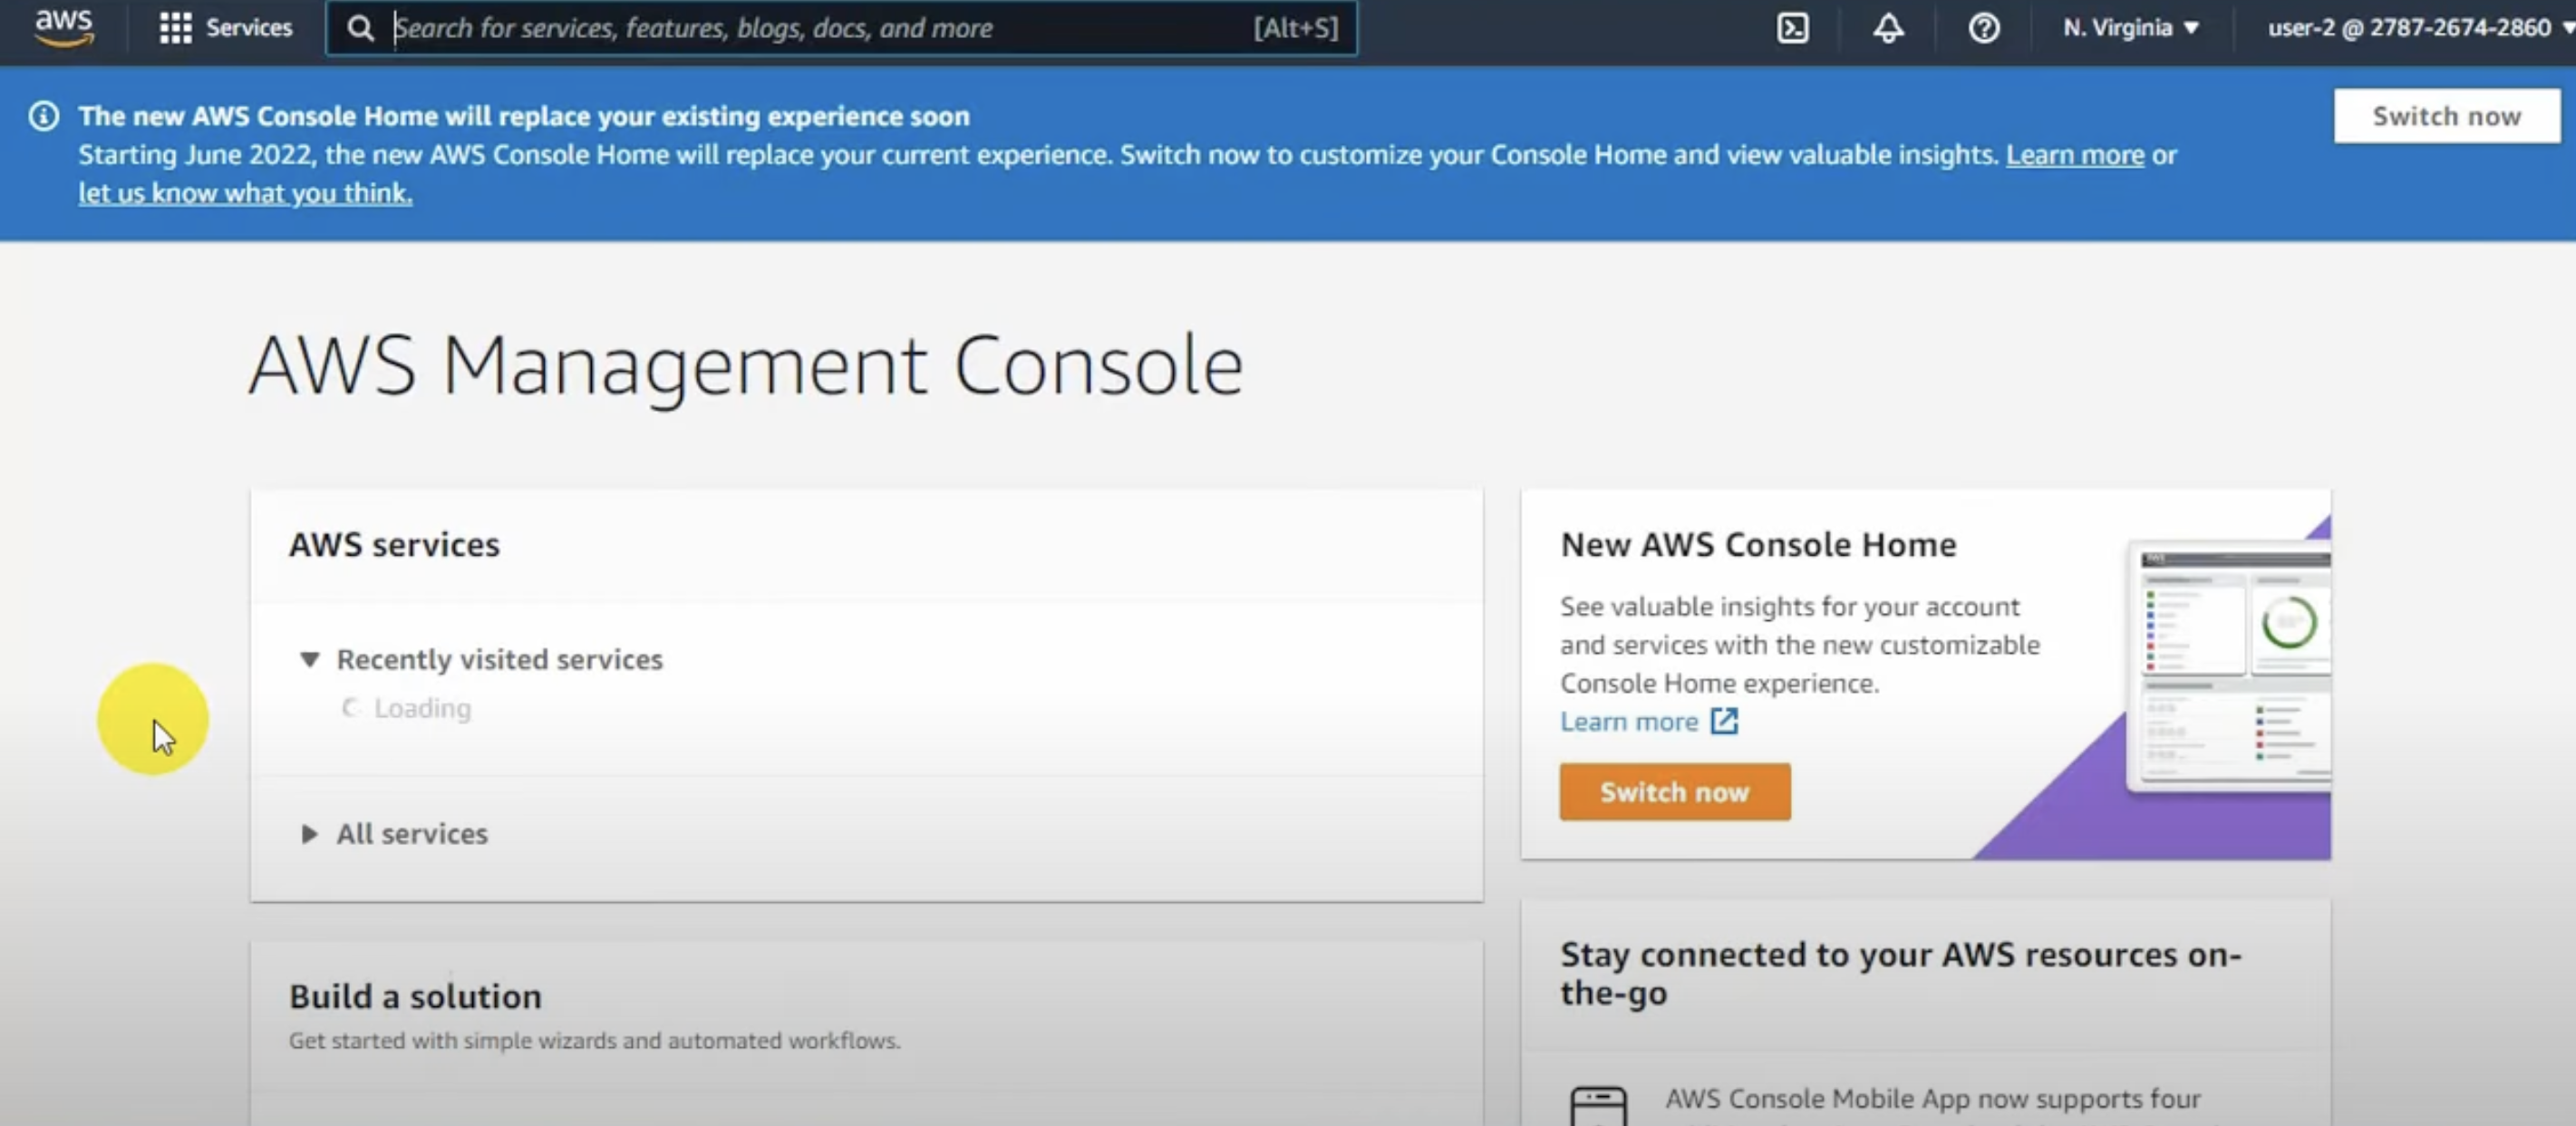 aws
Services
Search for services, features, blogs, docs, and more [Alt+S]
N. Virginia
user-2 @ 2787-2674-2860
The new AWS Console Home will replace your existing experience soon
Starting June 2022, the new AWS Console Home will replace your current experience. Switch now to customize your Console Home and view valuable insights. Learn more or
let us know what you think.
Switch now
AWS Management Console
AWS services
Recently visited services
Loading
All services
Build a solution
Get started with simple wizards and automated workflows.
New AWS Console Home
See valuable insights for your account
and services with the new customizable
Console Home experience.
Learn more
Switch now
Stay connected to your AWS resources on-
the-go
AWS Console Mobile App now supports four